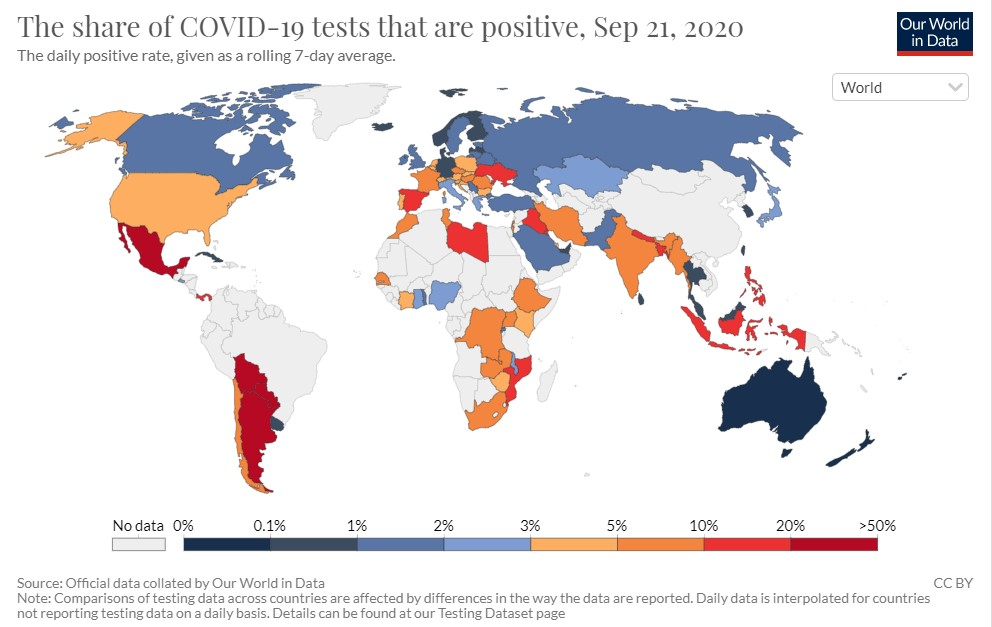 The share of COVID-19 tests that are positive, Sep 21, 2020
The daily positive rate, given as a rolling 7-day average.
Our World
in Data
World
No data 0% 0.1% 1% 2% 3% 5% 10% 20% >50%
Source: Official data collated by Our World in Data
CC BY
Note: Comparisons of testing data across countries are affected by differences in the way the data are reported. Daily data is interpolated for countries
not reporting testing data on a daily basis. Details can be found at our Testing Dataset page